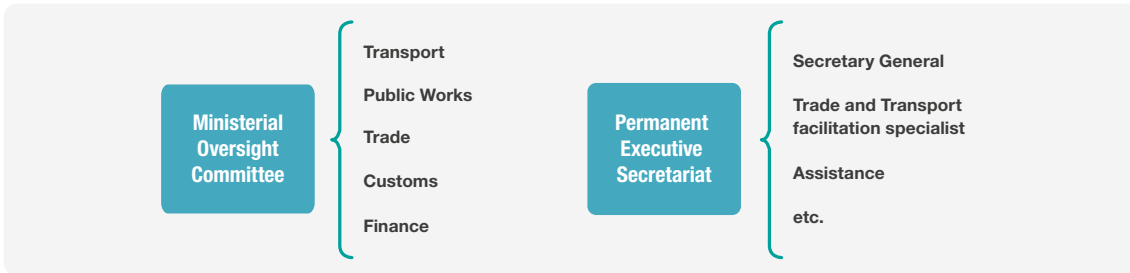 Ministerial
Oversight
Committee
Transport
Public Works
Trade
Customs
Finance
Permanent
Executive
Secretariat
Secretary General
Trade and Transport
facilitation specialist
Assistance
etc.